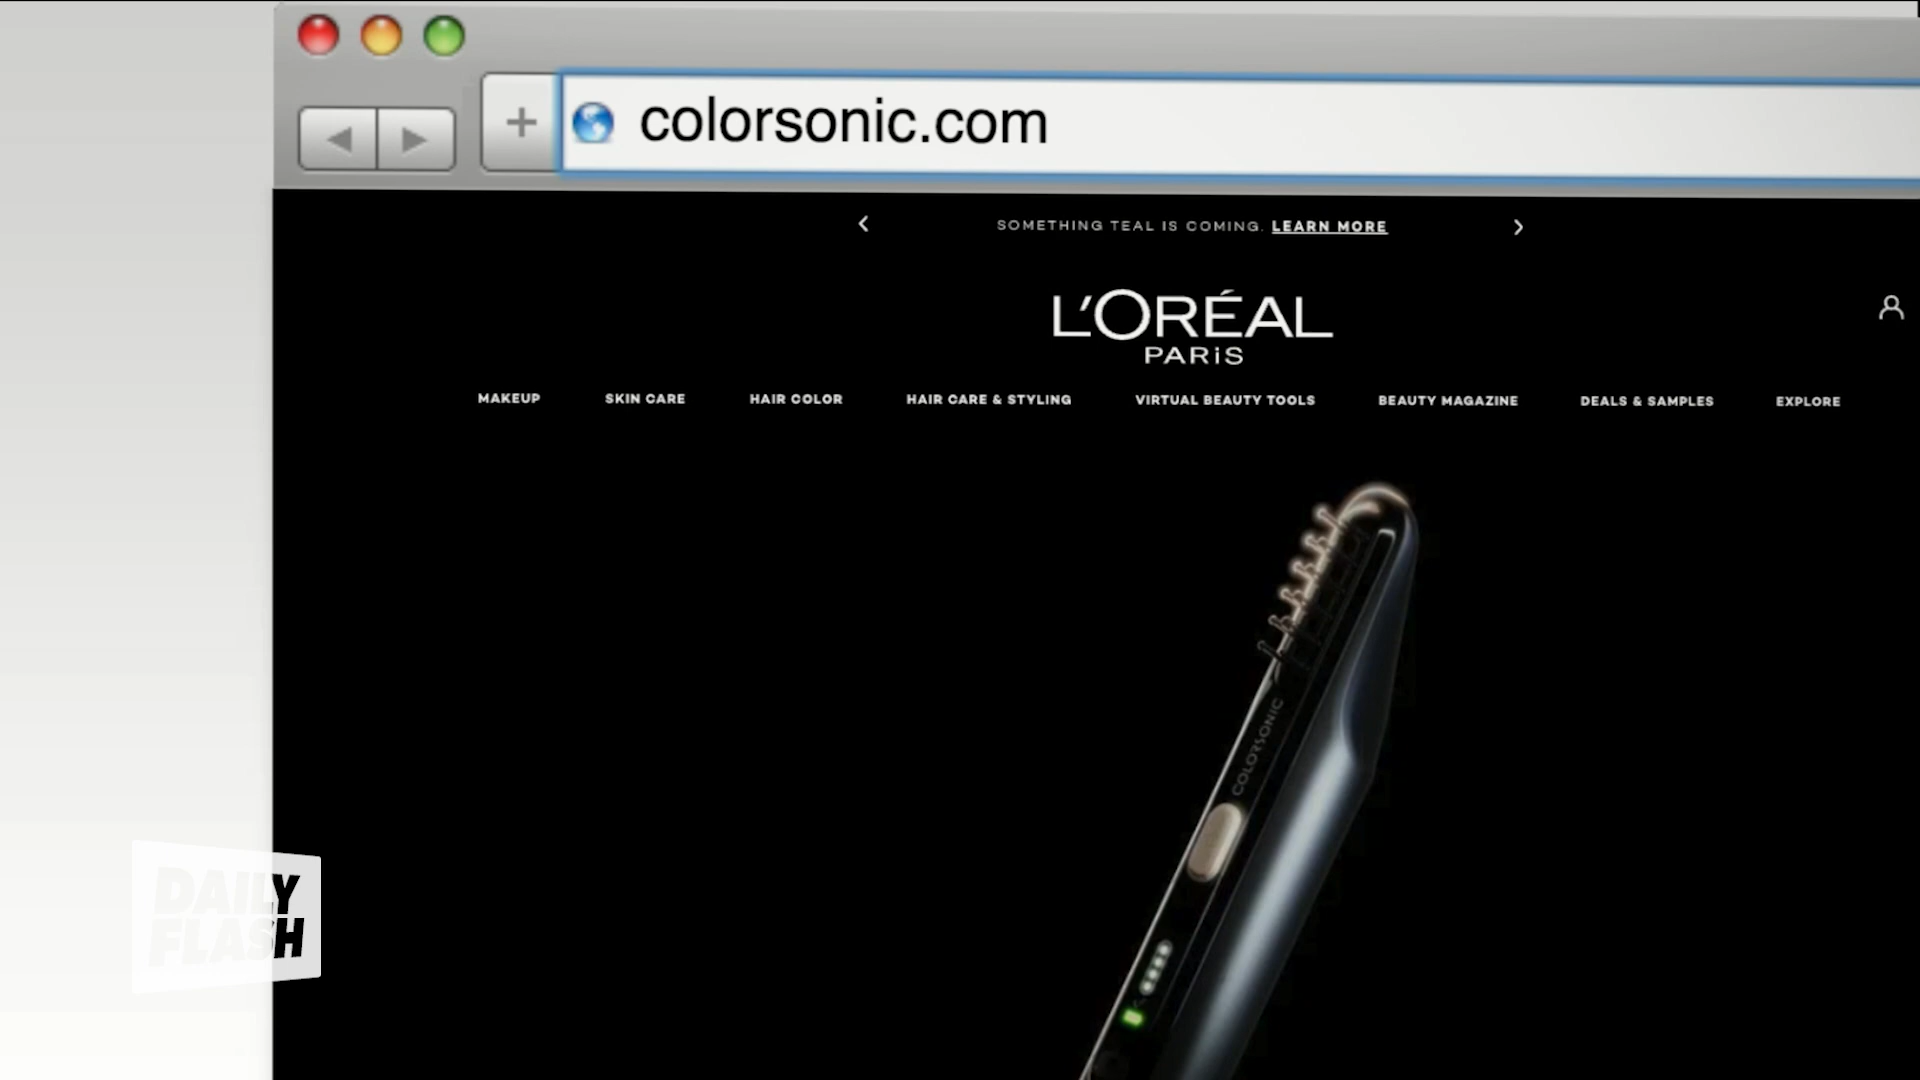 colorsonic.com
SOMETHING TEAL IS COMING. LEARN MORE
L'ORÉAL
PARiS
MAKEUP SKIN CARE HAIR COLOR HAIR CARE & STYLING VIRTUAL BEAUTY TOOLS BEAUTY MAGAZINE DEALS & SAMPLES EXPLORE
COLORSONIC
DAILY
FLASH